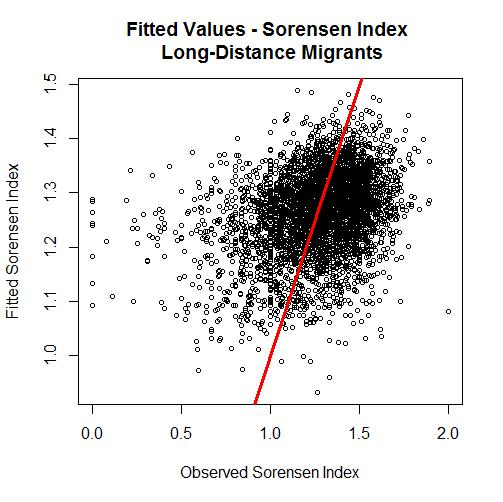 Fitted Values - Sorensen Index
Long-Distance Migrants
Fitted Sorensen Index
1.5
1.4
1.3
1.2
1.1
1.0
0.0 0.5 1.0 1.5 2.0
Observed Sorensen Index